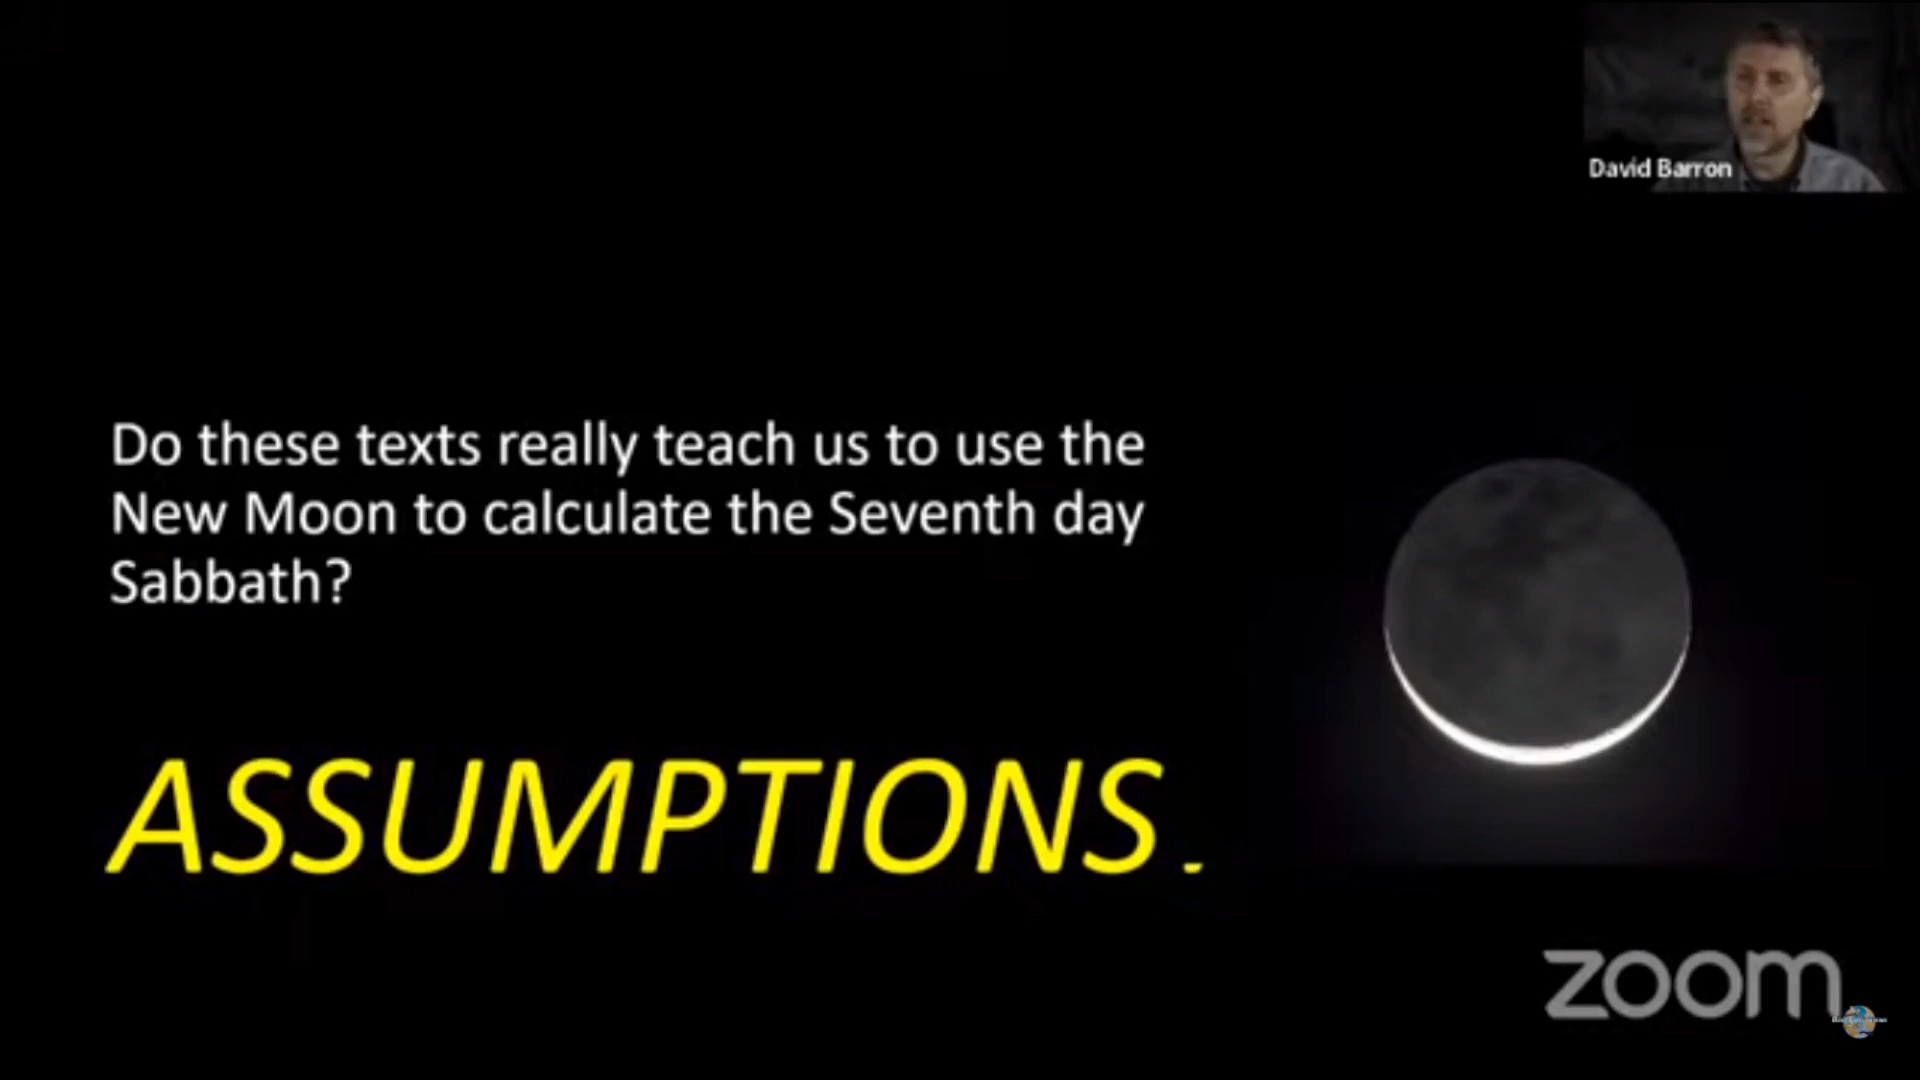 David Barron
Do these texts really teach us to use the
New Moon to calculate the Seventh day
Sabbath?
ASSUMPTIONS.
zoom